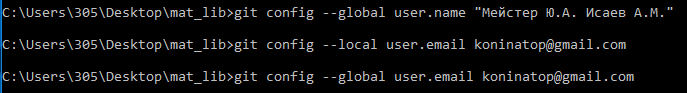 C:\Users\305\Desktop\mat_lib>git config --global user.name "Мейстер Ю.А. Исаев А.М."
C:\Users\305\Desktop\mat_lib>git config --local user.email koninatop@gmail.com
C:\Users\305\Desktop\mat_lib>git config --global user.email koninatop@gmail.com